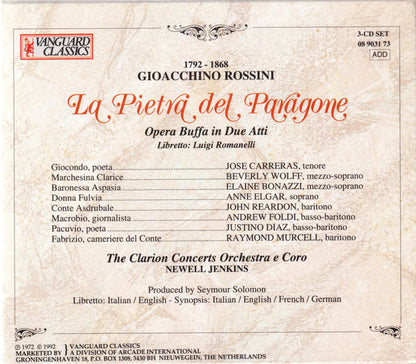 VANGUARD
CLASSICS
3-CD SET
08 9031 73
ADD
1792 - 1868
GIOACCHINO ROSSINI
La Pietra del Paragone
Opera Buffa in Due Atti
Libretto: Luigi Romanelli
Giocondo, poeta JOSE CARRERAS, tenore
Marchesina Clarice BEVERLY WOLFF, mezzo-soprano
Baronessa Aspasia ELAINE BONAZZI, mezzo-soprano
Donna Fulvia ANNE ELGAR, soprano
Conte Asdrubale JOHN REARDON, baritono
Macrobio, giornalista ANDREW FOLDI, basso-baritono
Pacuvio, poeta JUSTINO DIAZ, basso-baritono
Fabrizio, cameriere del Conte RAYMOND MURCELL, baritono
The Clarion Concerts Orchestra e Coro
NEWELL JENKINS
Produced by Seymour Solomon
Libretto: Italian / English - Synopsis: Italian / English / French / German
℗ 1972 © 1992 VANGUARD CLASSICS
MARKETED BY A DIVISION OF ARCADE INTERNATIONAL
GRONINGENHAVEN 18, P.O. BOX 1308, 3430 BH NIEUWEGEIN, THE NETHERLANDS